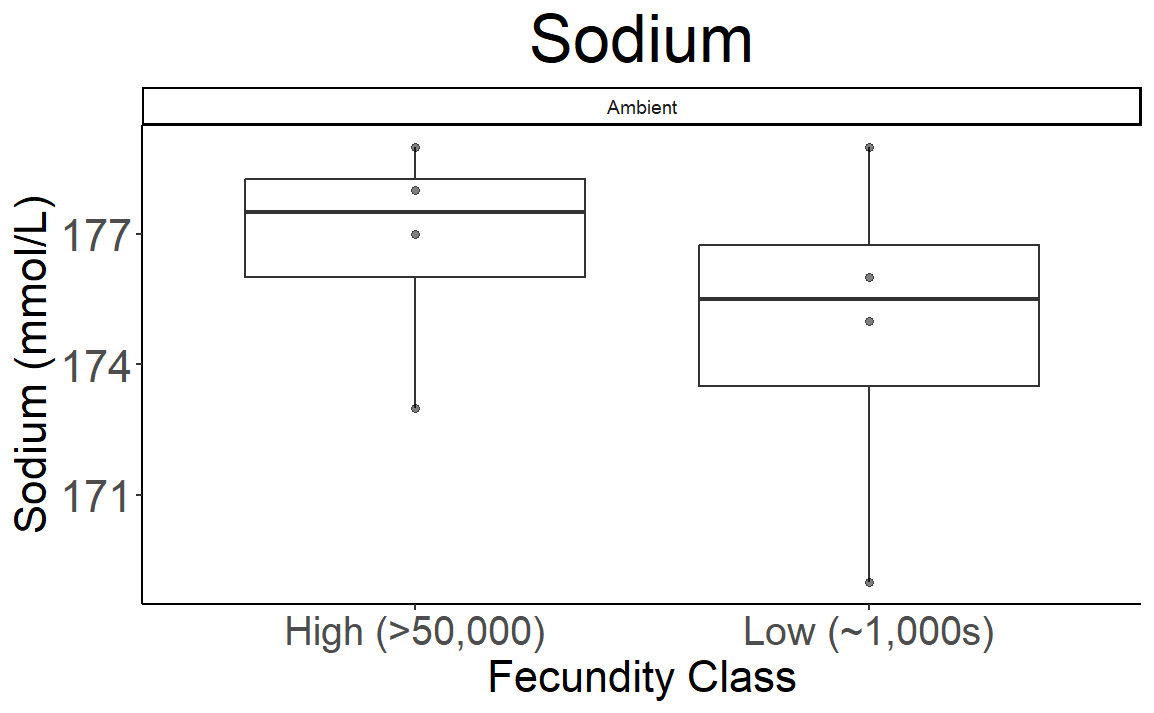 Sodium
Ambient
Sodium (mmol/L)
177
174
171
High (>50,000)
Low (~1,000s)
Fecundity Class